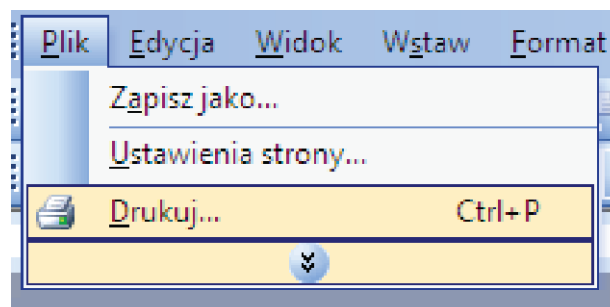 Plik Edycja Widok Wstaw Format
Zapisz jako...
Ustawienia strony...
Drukuj... Ctrl+P